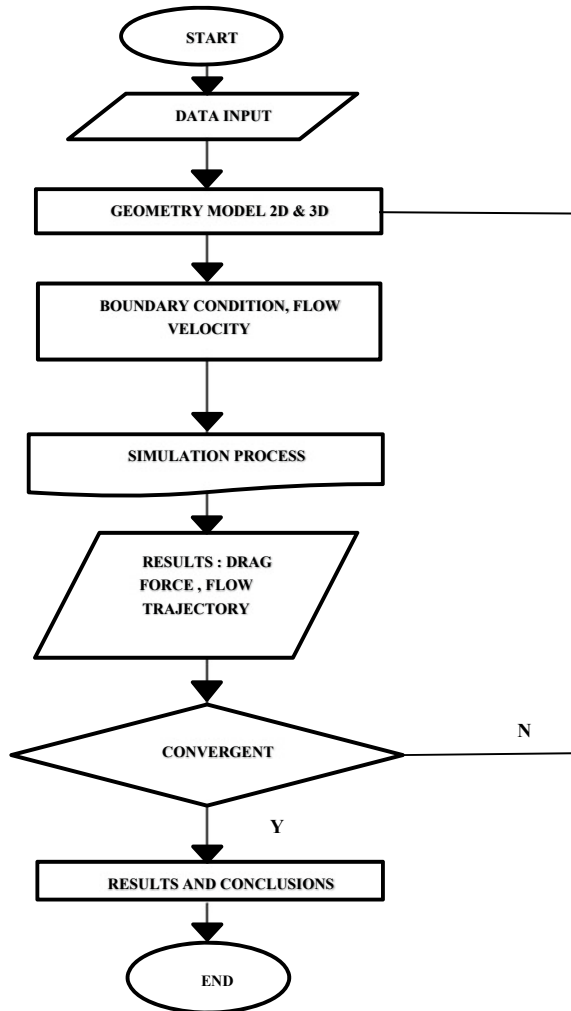 START
DATA INPUT
GEOMETRY MODEL 2D & 3D
BOUNDARY CONDITION, FLOW
VELOCITY
SIMULATION PROCESS
RESULTS : DRAG
FORCE , FLOW
TRAJECTORY
N
CONVERGENT
Y
RESULTS AND CONCLUSIONS
END